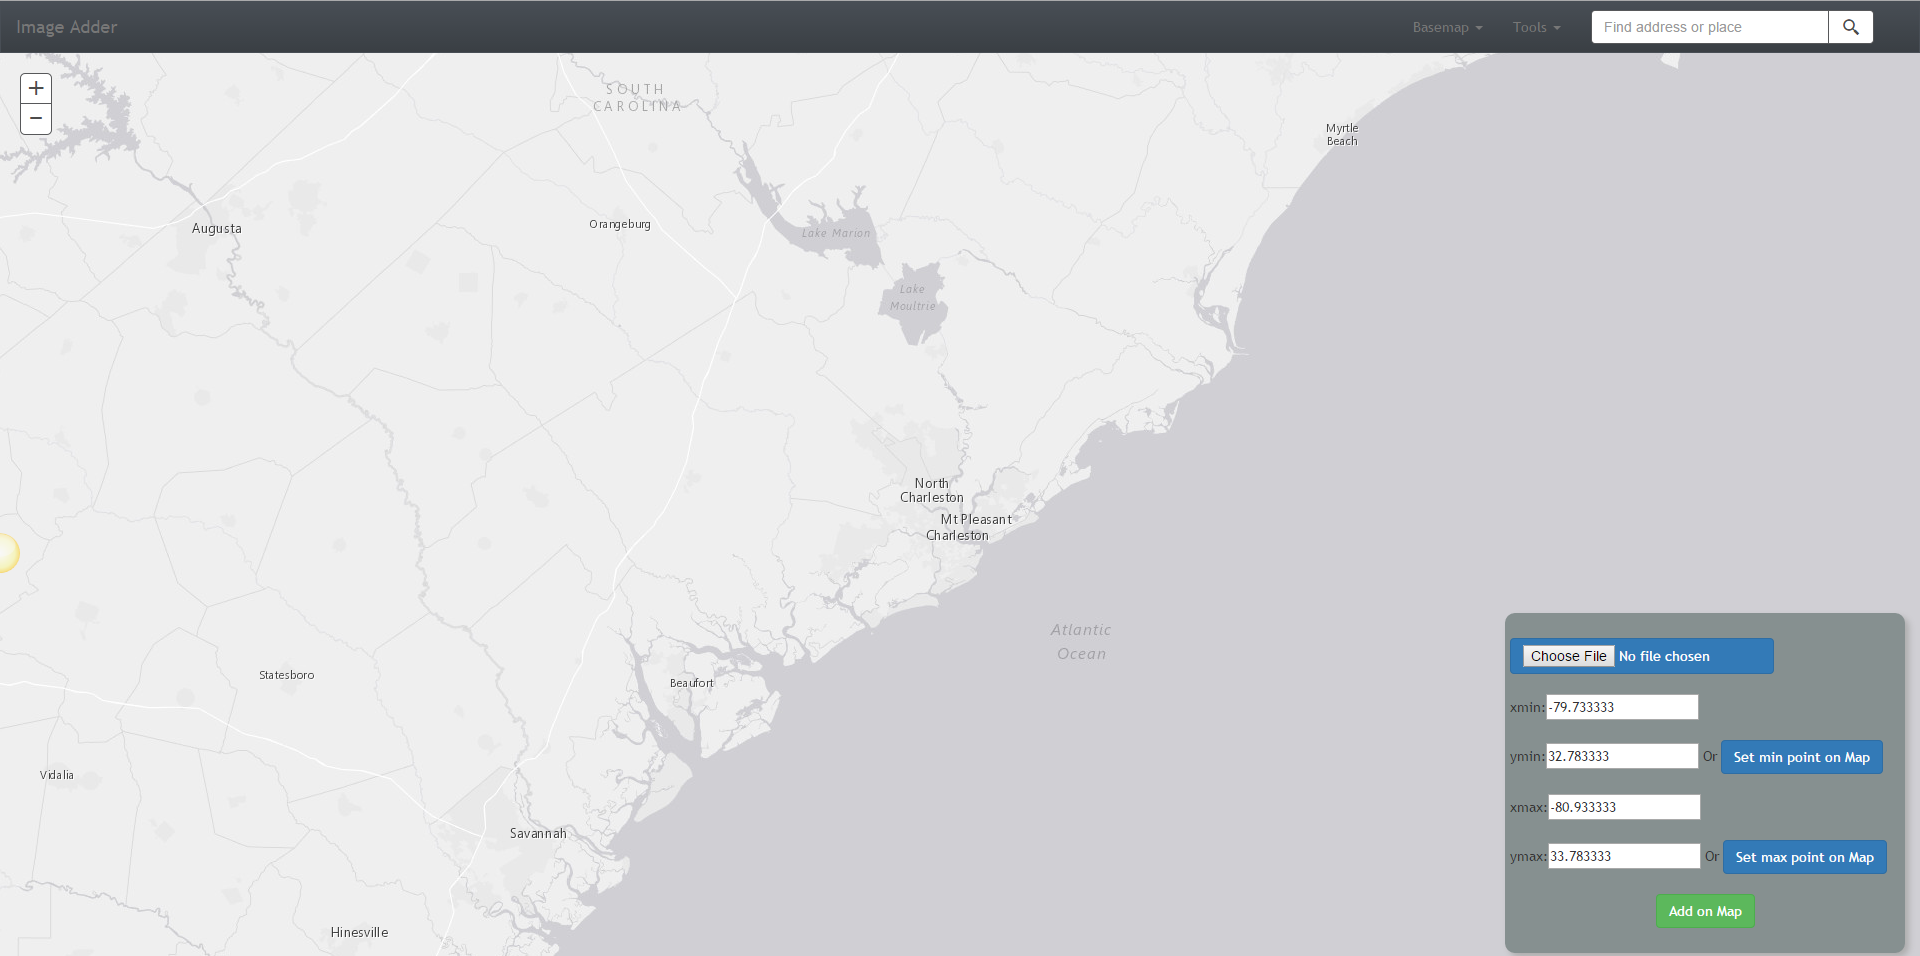 Image Adder
Basemap
Tools
Find address or place
+
−
SOUTH
CAROLINA
Myrtle
Beach
Augusta
Orangeburg
Lake Marion
Lake
Moultrie
North
Charleston
Mt Pleasant
Charleston
Atlantic
Ocean
Statesboro
Beaufort
Vidalia
Savannah
Hinesville
Choose File No file chosen
xmin: -79.733333
ymin: 32.783333 Or Set min point on Map
xmax: -80.933333
ymax: 33.783333 Or Set max point on Map
Add on Map